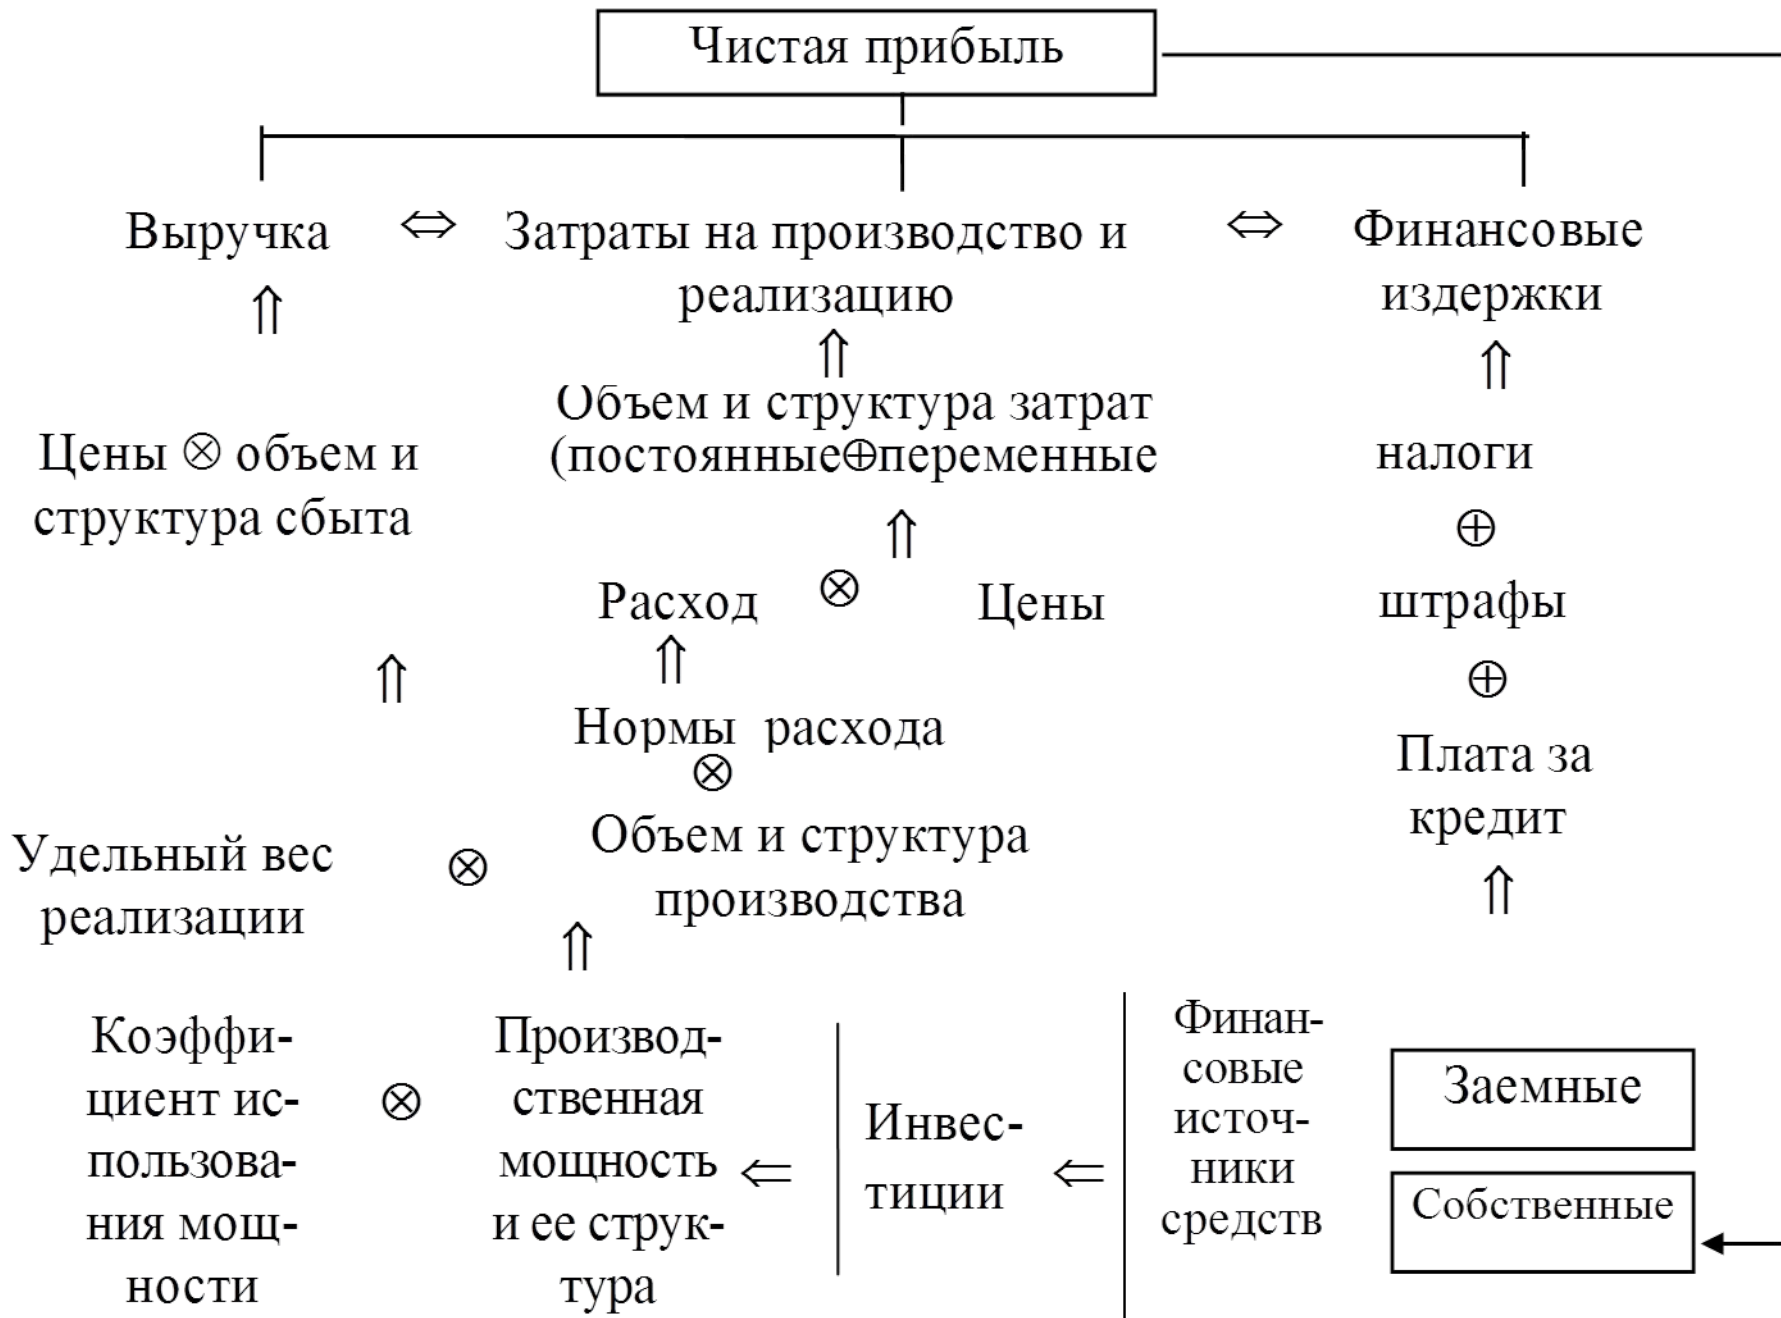 Чистая прибыль
Выручка ⇔ Затраты на производство и ⇔ Финансовые
реализацию
издержки
⇑
⇑
⇑
Объем и структура затрат
(постоянные⊕переменные
Цены ⊗ объем и
структура сбыта
налоги
⊕
штрафы
⊕
Плата за
кредит
⇑
⇑
Расход ⊗ Цены
⇑
⇑
Нормы расхода
⊗
Объем и структура
производства
Удельный вес
реализации
⊗
⇑
Коэффи-
циент ис-
пользова-
ния мощ-
ности
⊗
Производ-
ственная
мощность
и ее струк-
тура
⇐
Инвес-
тиции
⇐
Финан-
совые
источ-
ники
средств
Заемные
Собственные